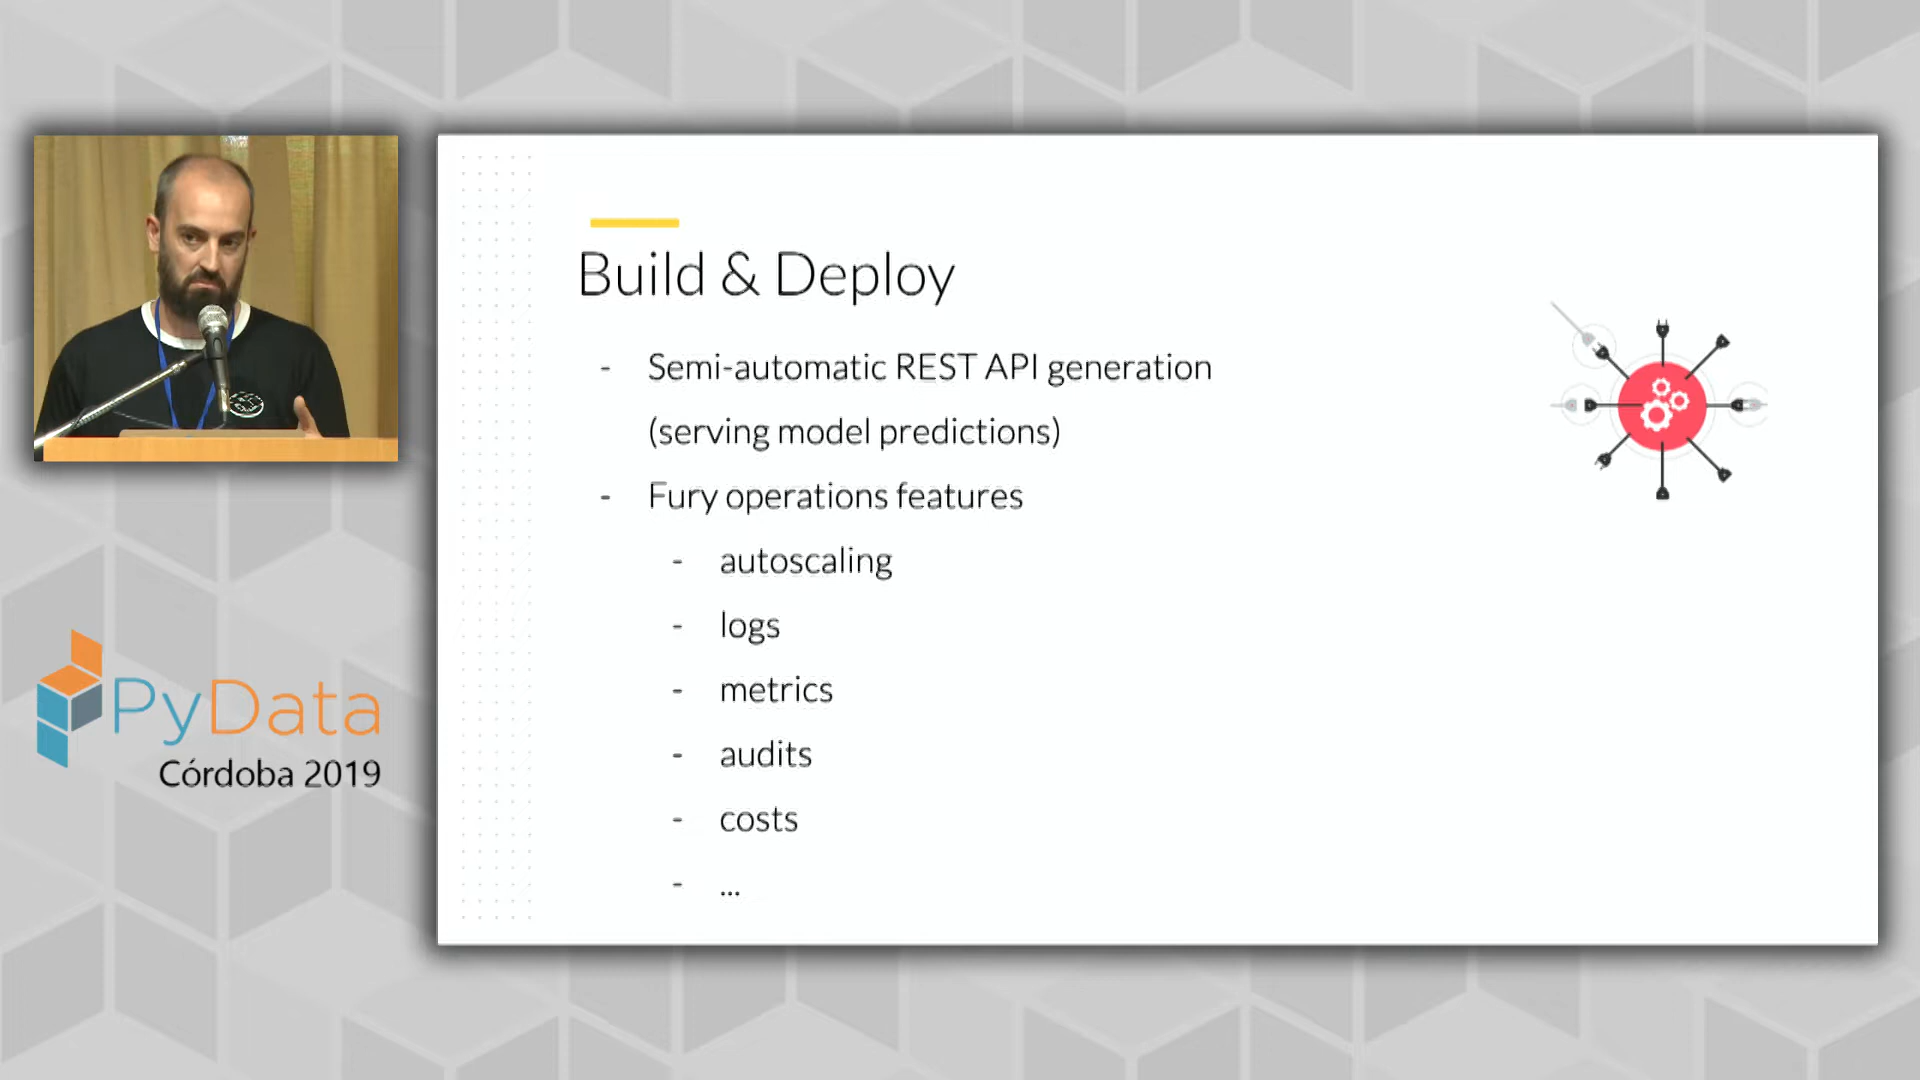 Build & Deploy
- Semi-automatic REST API generation
(serving model predictions)
- Fury operations features
- autoscaling
- logs
- metrics
- audits
- costs
- ...
PyData
Córdoba 2019